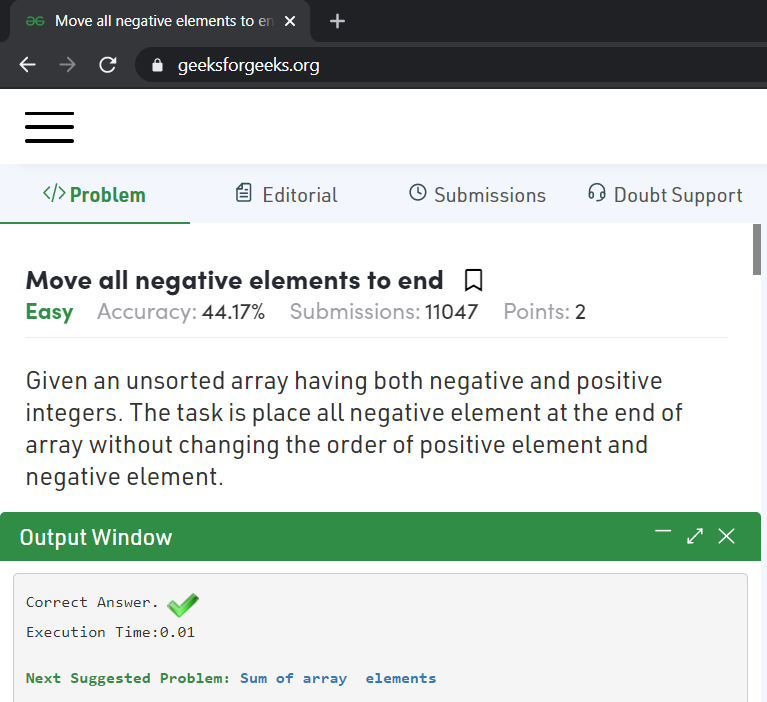 Move all negative elements to en
geeksforgeeks.org
</> Problem
Editorial
Submissions
Doubt Support
Move all negative elements to end
Easy Accuracy: 44.17% Submissions: 11047 Points: 2
Given an unsorted array having both negative and positive
integers. The task is place all negative element at the end of
array without changing the order of positive element and
negative element.
Output Window
Correct Answer.
Execution Time:0.01
Next Suggested Problem: Sum of array elements